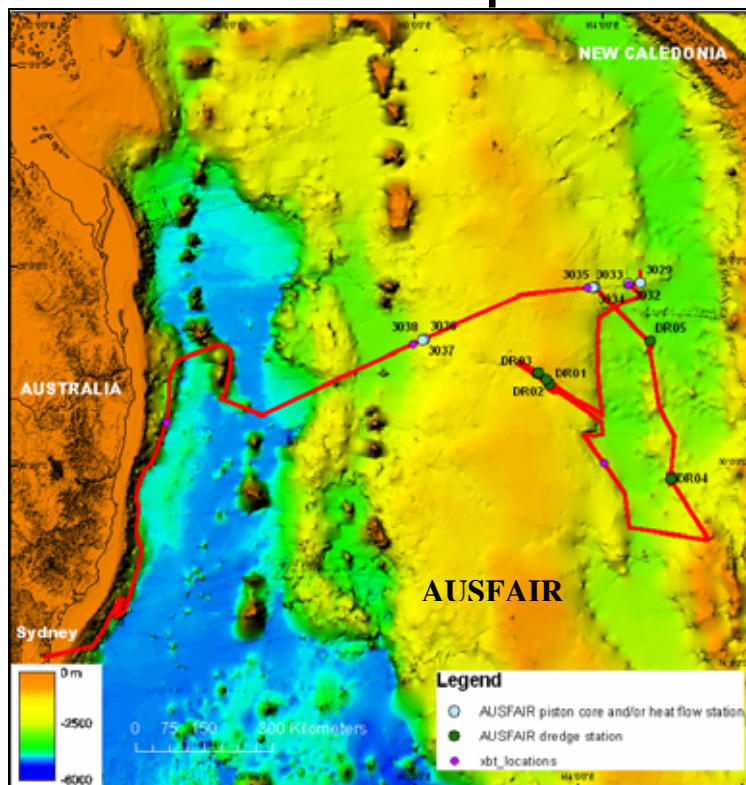 NEW CALEDONIA
3035
3033
3029
3034
3032
3038
3036
3037
DR05
DR03
DR01
DR02
AUSTRALIA
DR04
AUSFAIR
Sydney
0 m
-2500
-6000
0 75 150 300 Kilometers
Legend
AUSFAIR piston core and/or heat flow station
AUSFAIR dredge station
xbt_locations